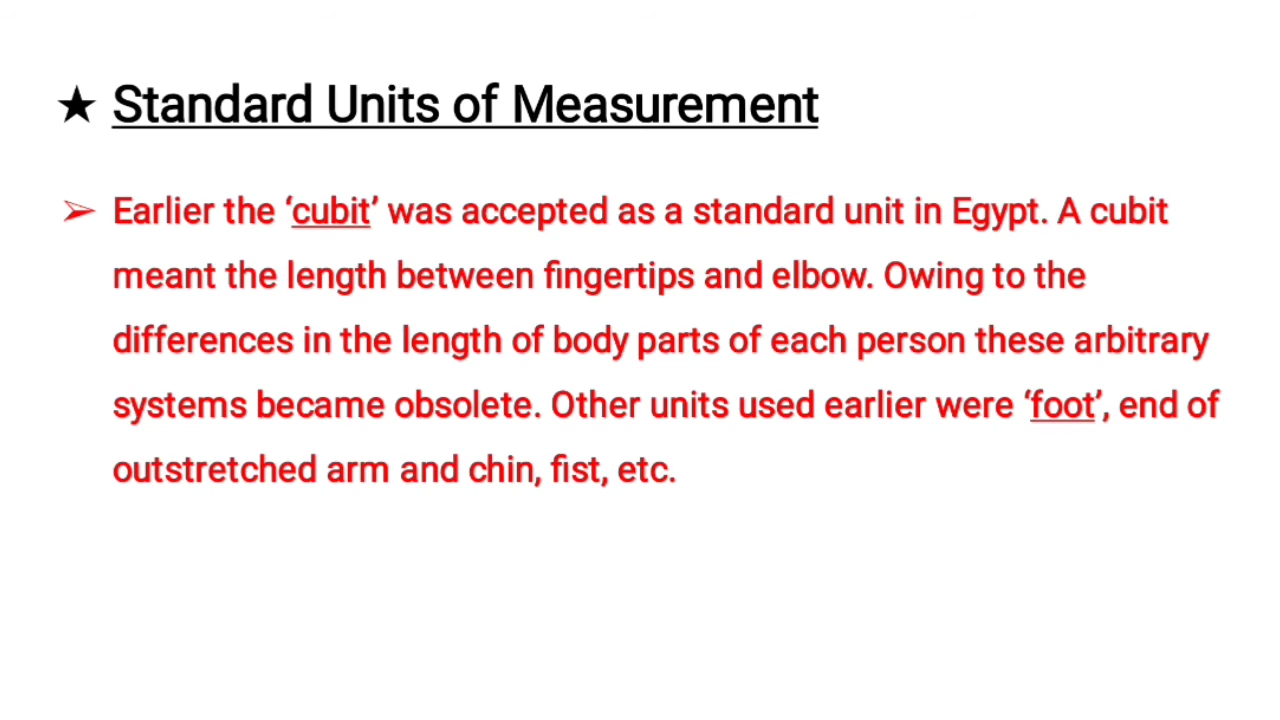 ★ Standard Units of Measurement
➢ Earlier the ‘cubit’ was accepted as a standard unit in Egypt. A cubit
meant the length between fingertips and elbow. Owing to the
differences in the length of body parts of each person these arbitrary
systems became obsolete. Other units used earlier were ‘foot’, end of
outstretched arm and chin, fist, etc.